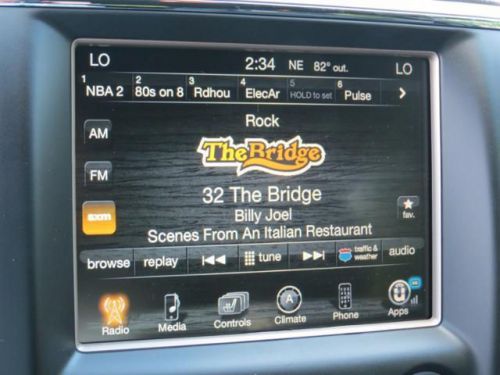 LO 2:34 NE 82° out. LO
1 2 3 4 5 6
NBA 2 80s on 8 Rdhou ElecAr HOLD to set Pulse
Rock
AM
The Bridge
FM
32 The Bridge
Billy Joel
sxm
fav.
Scenes From An Italian Restaurant
browse replay tune traffic & weather audio
Radio Media Controls A Climate Phone Apps